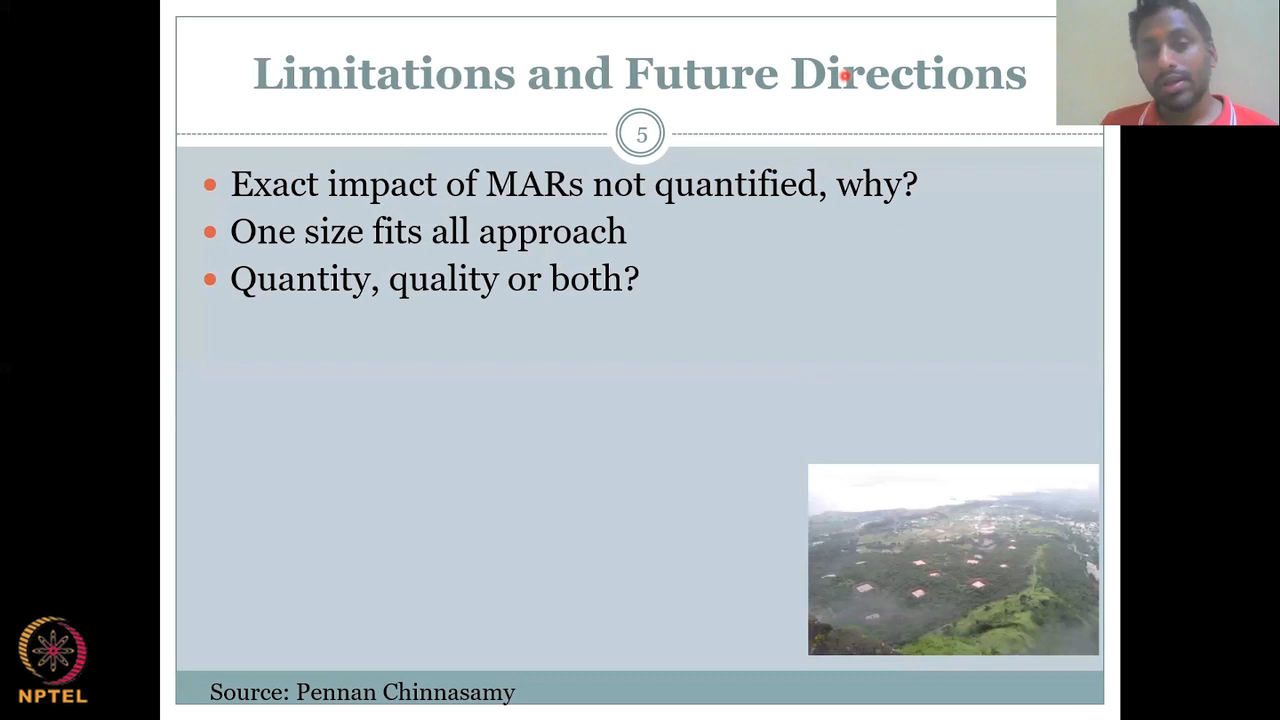 Limitations and Future Directions
5
Exact impact of MARs not quantified, why?
One size fits all approach
Quantity, quality or both?
NPTEL
Source: Pennan Chinnasamy